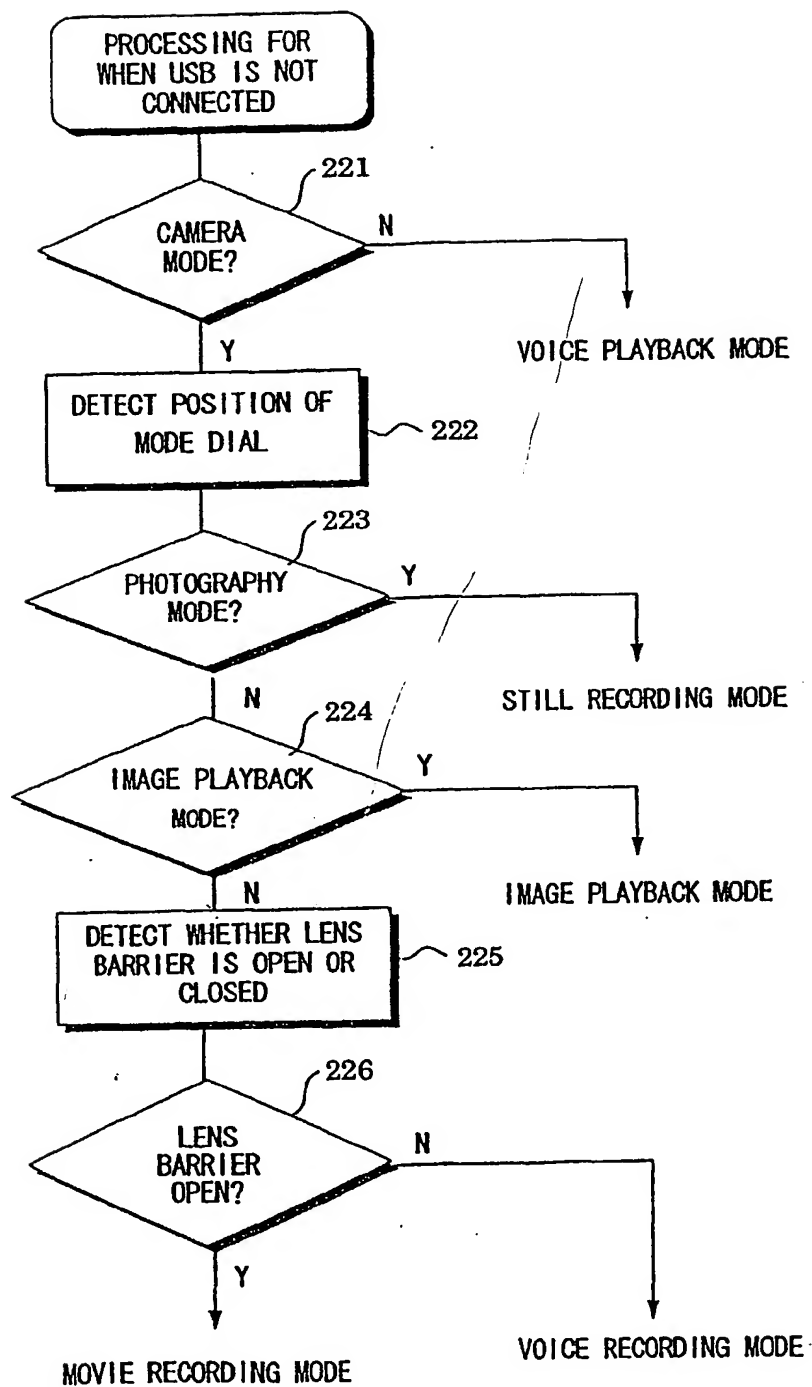 PROCESSING FOR
WHEN USB IS NOT
CONNECTED
221
CAMERA
MODE?
N
Y
VOICE PLAYBACK MODE
DETECT POSITION OF
MODE DIAL
222
223
PHOTOGRAPHY
MODE?
Y
N
STILL RECORDING MODE
224
IMAGE PLAYBACK
MODE?
Y
N
IMAGE PLAYBACK MODE
DETECT WHETHER LENS
BARRIER IS OPEN OR
CLOSED
225
226
LENS
BARRIER
OPEN?
N
Y
VOICE RECORDING MODE
MOVIE RECORDING MODE